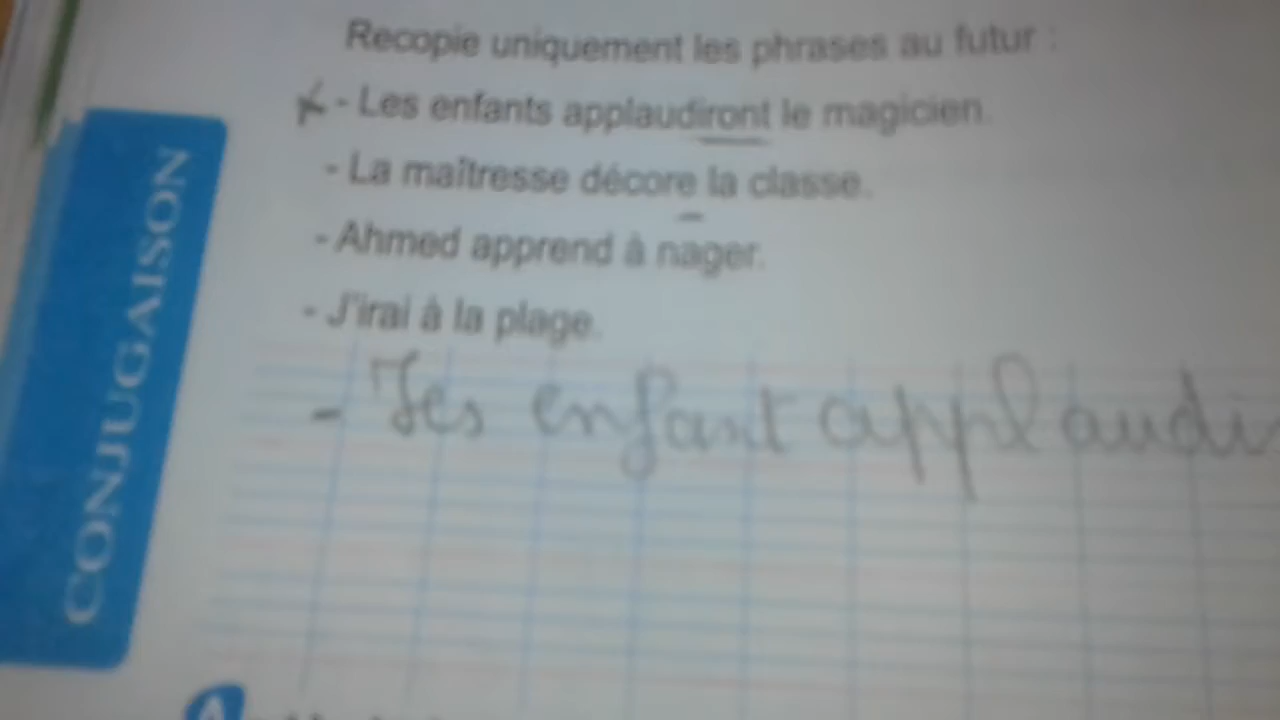 Recopie uniquement les phrases au futur :
- Les enfants applaudiront le magicien.
- La maîtresse décore la classe.
- Ahmed apprend à nager.
- J'irai à la plage.
- Les enfant applaudi
CONJUGAISON